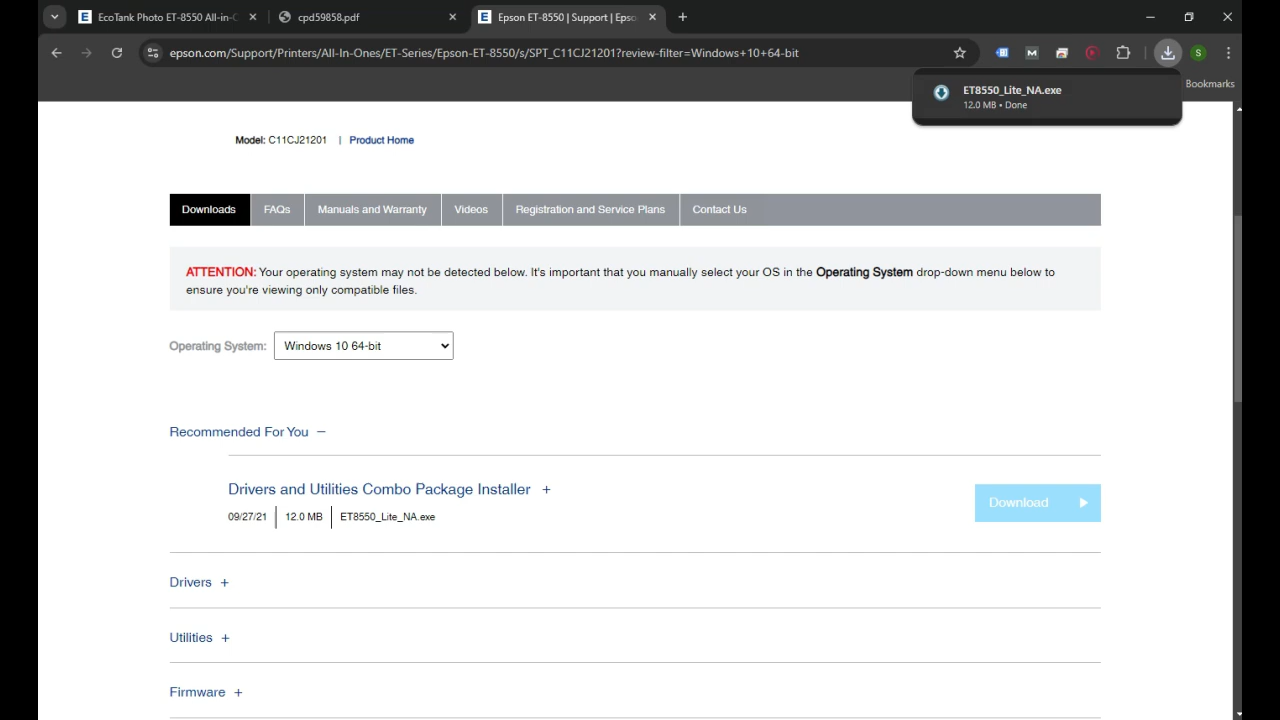 EcoTank Photo ET-8550 All-in-C
cpd59858.pdf
Epson ET-8550 | Support | Epso
epson.com/Support/Printers/All-In-Ones/ET-Series/Epson-ET-8550/s/SPT_C11CJ21201?review-filter=Windows+10+64-bit
M
S
Bookmarks
ET8550_Lite_NA.exe
12.0 MB • Done
Model: C11CJ21201 | Product Home
Downloads FAQs Manuals and Warranty Videos Registration and Service Plans Contact Us
ATTENTION: Your operating system may not be detected below. It's important that you manually select your OS in the Operating System drop-down menu below to
ensure you're viewing only compatible files.
Operating System: Windows 10 64-bit
Recommended For You −
Drivers and Utilities Combo Package Installer +
09/27/21 | 12.0 MB | ET8550_Lite_NA.exe
Download
Drivers +
Utilities +
Firmware +